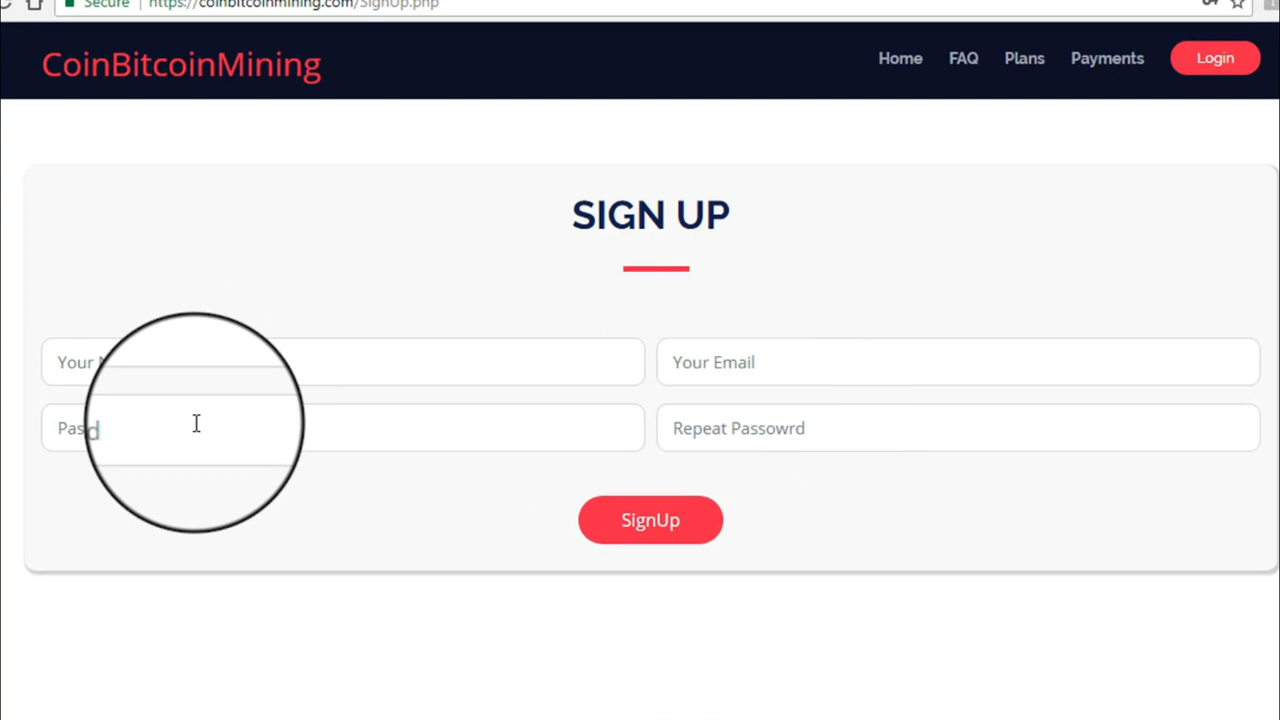 Secure | https://coinbitcoinmining.com/SignUp.php
CoinBitcoinMining
Home FAQ Plans Payments Login
SIGN UP
Your Your Email
Repeat Passowrd
SignUp